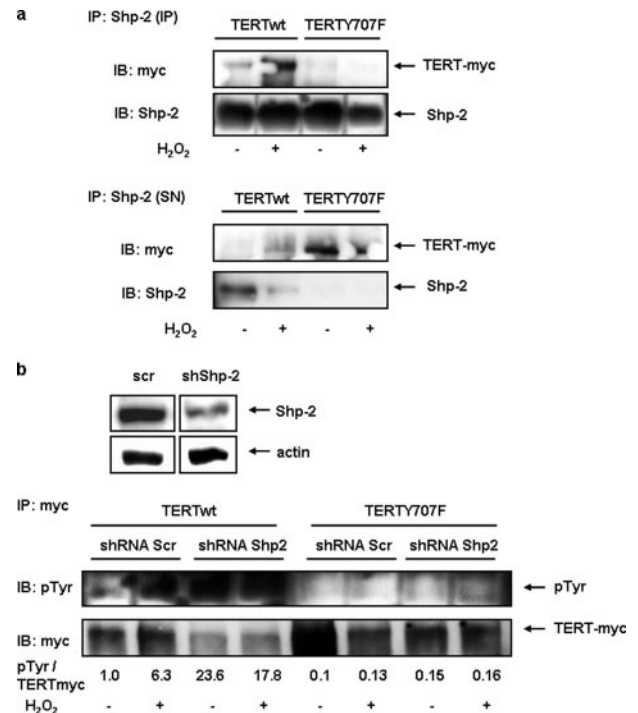 a
IP: Shp-2 (IP)
TERTwt TERTY707F
IB: myc TERT-myc
IB: Shp-2 Shp-2
H₂O₂ - + - +
IP: Shp-2 (SN)
TERTwt TERTY707F
IB: myc TERT-myc
IB: Shp-2 Shp-2
H₂O₂ - + - +
b
scr shShp-2
Shp-2
actin
IP: myc
TERTwt TERTY707F
shRNA Scr shRNA Shp2 shRNA Scr shRNA Shp2
IB: pTyr pTyr
IB: myc TERT-myc
pTyr /
TERTmyc 1.0 6.3 23.6 17.8 0.1 0.13 0.15 0.16
H₂O₂ - + - + - + - +